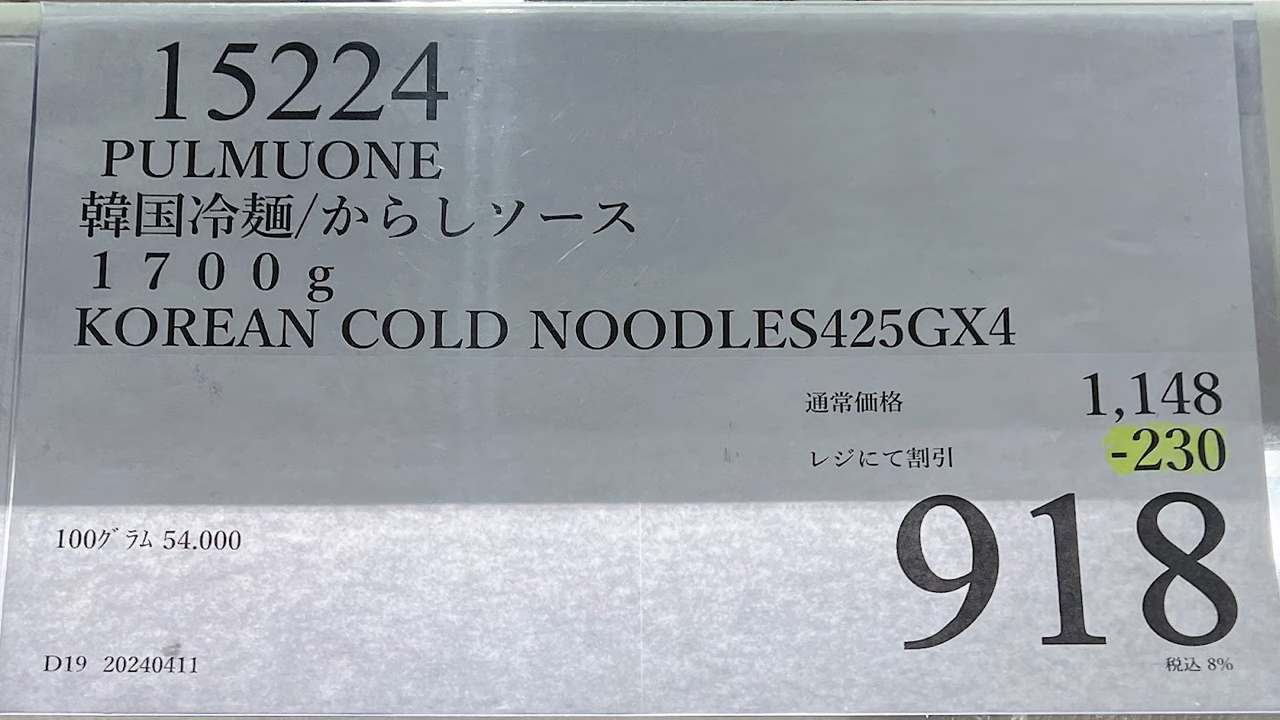 15224
PULMUONE
韓国冷麺/からしソース
１７００g
KOREAN COLD NOODLES425GX4
通常価格 1,148
レジにて割引 -230
918
税込 8%
100ｸﾞﾗﾑ 54.000
D19 20240411